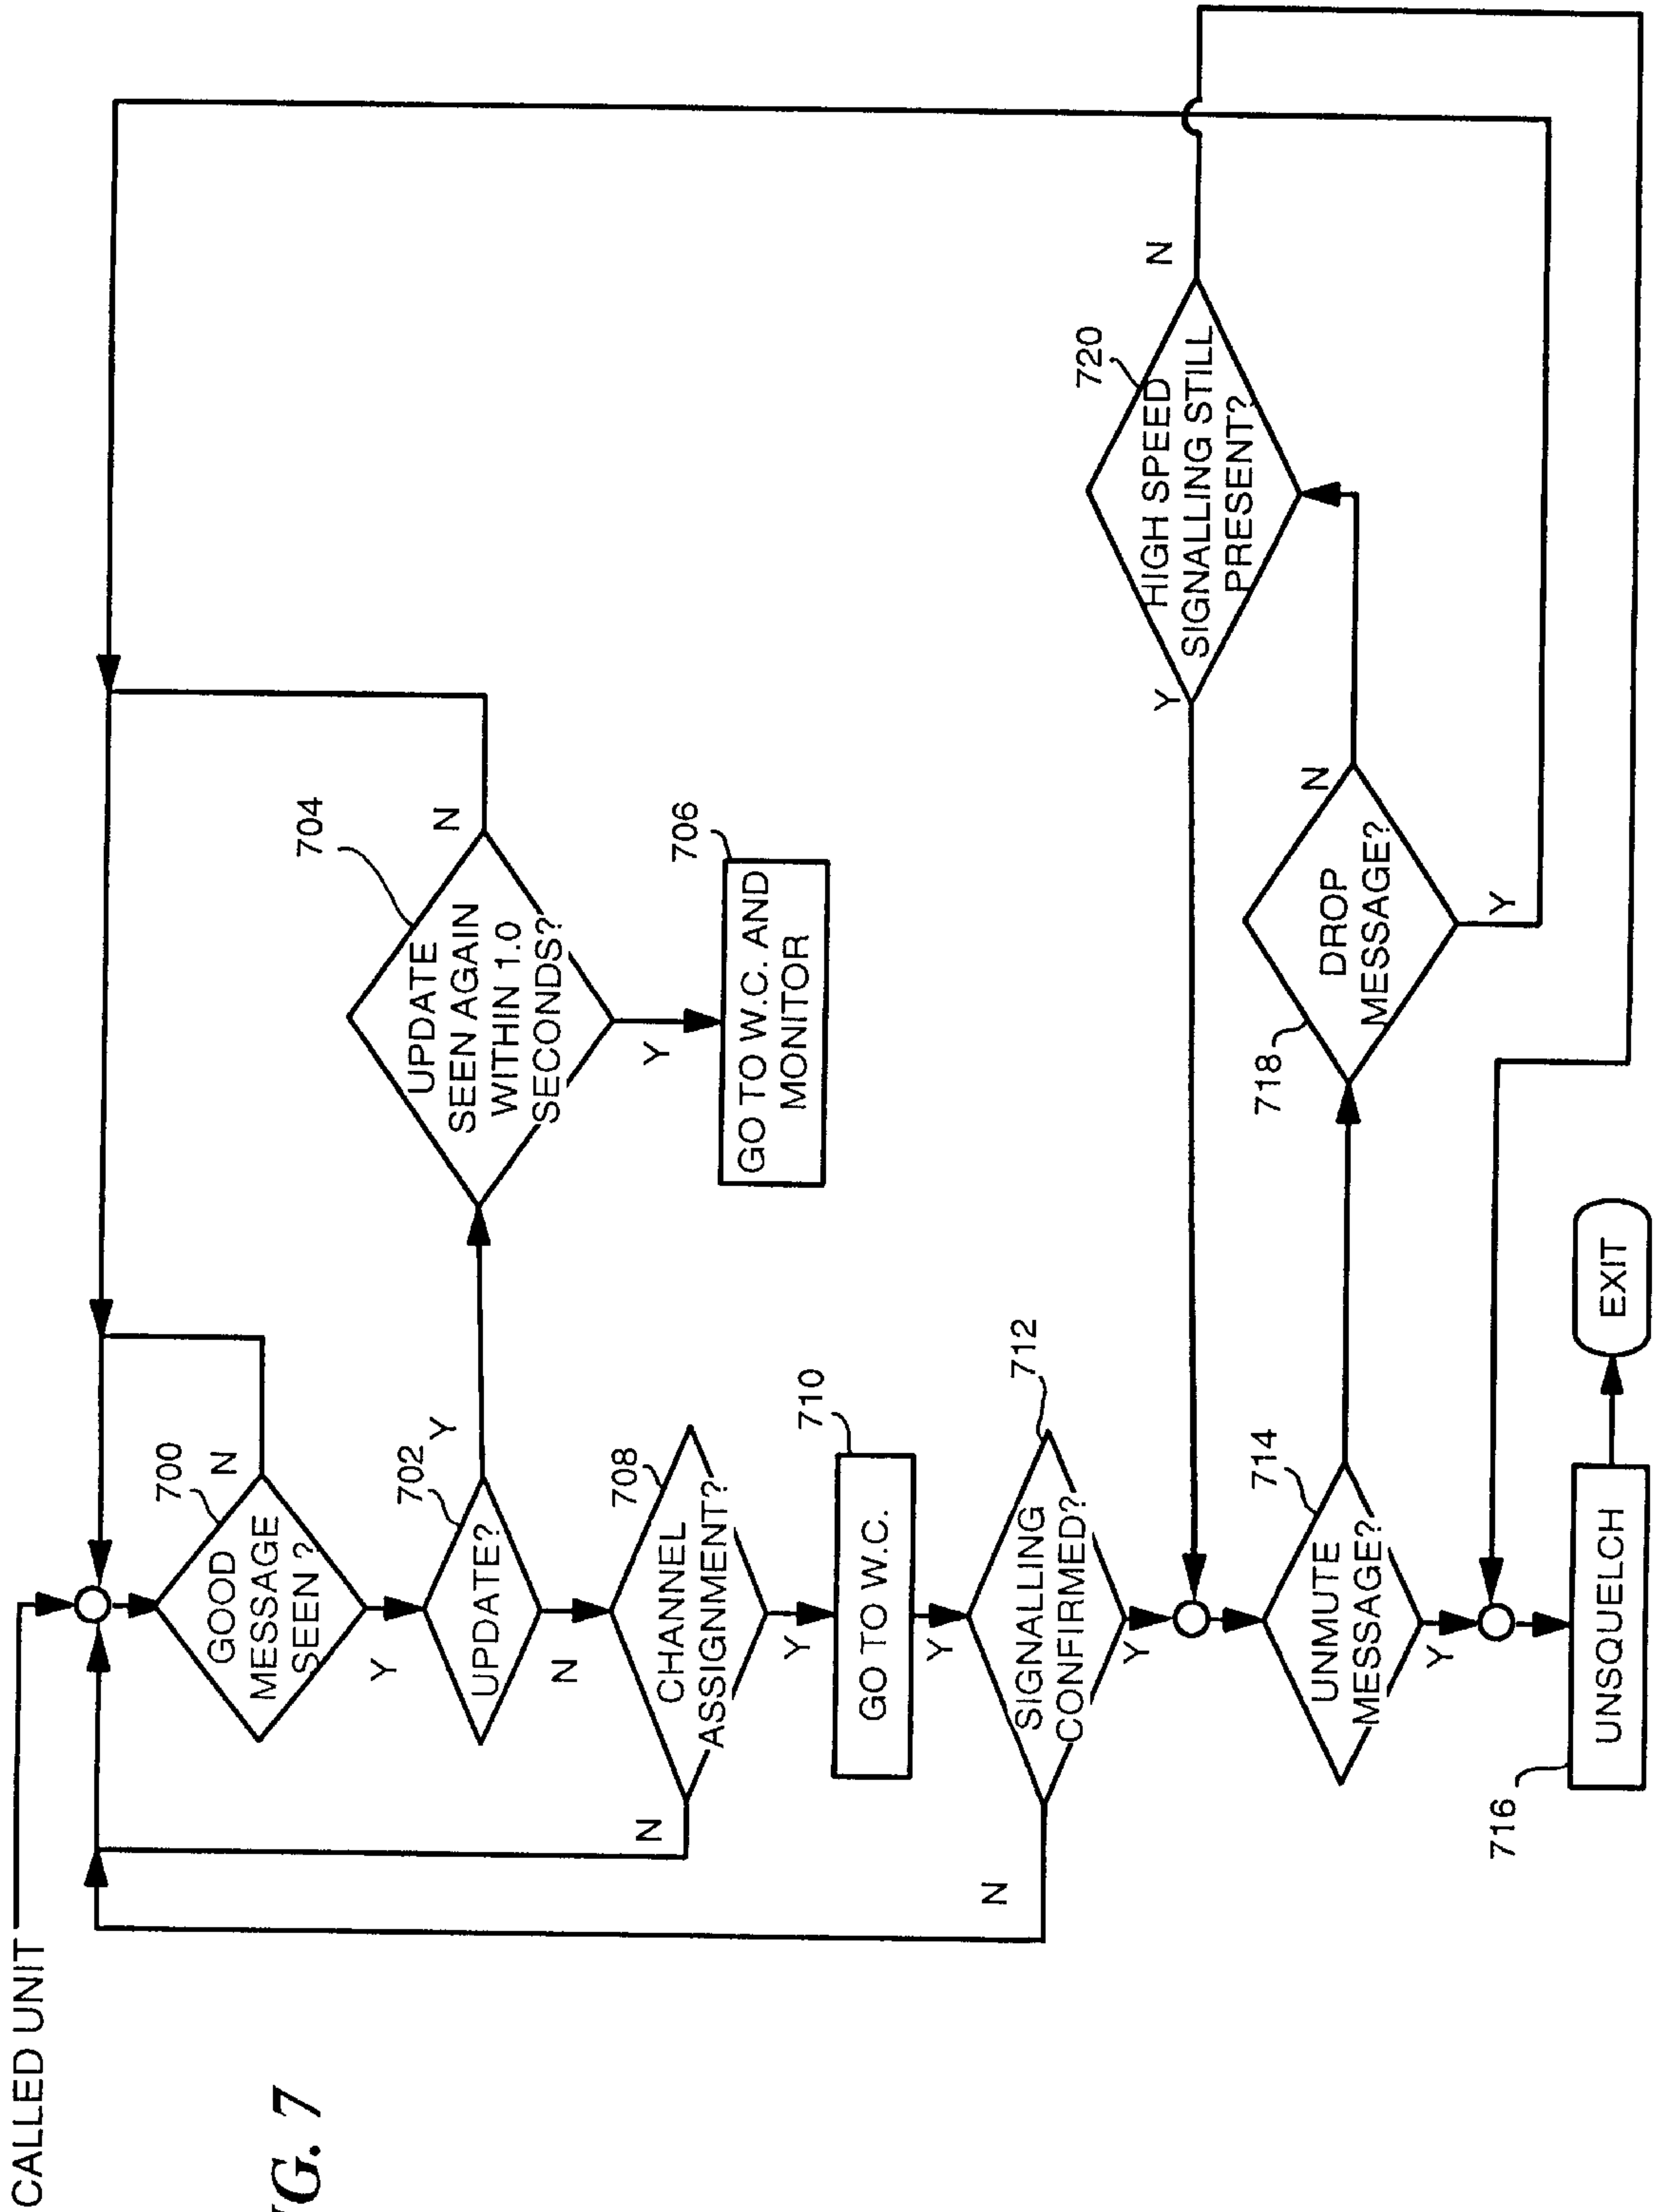 CALLED UNIT
700
GOOD
MESSAGE
SEEN ?
N
Y
702
UPDATE?
Y
N
704
UPDATE
SEEN AGAIN
WITHIN 1.0
SECONDS?
N
Y
706
GO TO W.C. AND
MONITOR
708
CHANNEL
ASSIGNMENT?
N
Y
710
GO TO W.C.
Y
712
SIGNALLING
CONFIRMED?
N
Y
714
UNMUTE
MESSAGE?
Y
718
DROP
MESSAGE?
N
Y
720
HIGH SPEED
SIGNALLING STILL
PRESENT?
Y
N
716
UNSQUELCH
EXIT
IG. 7